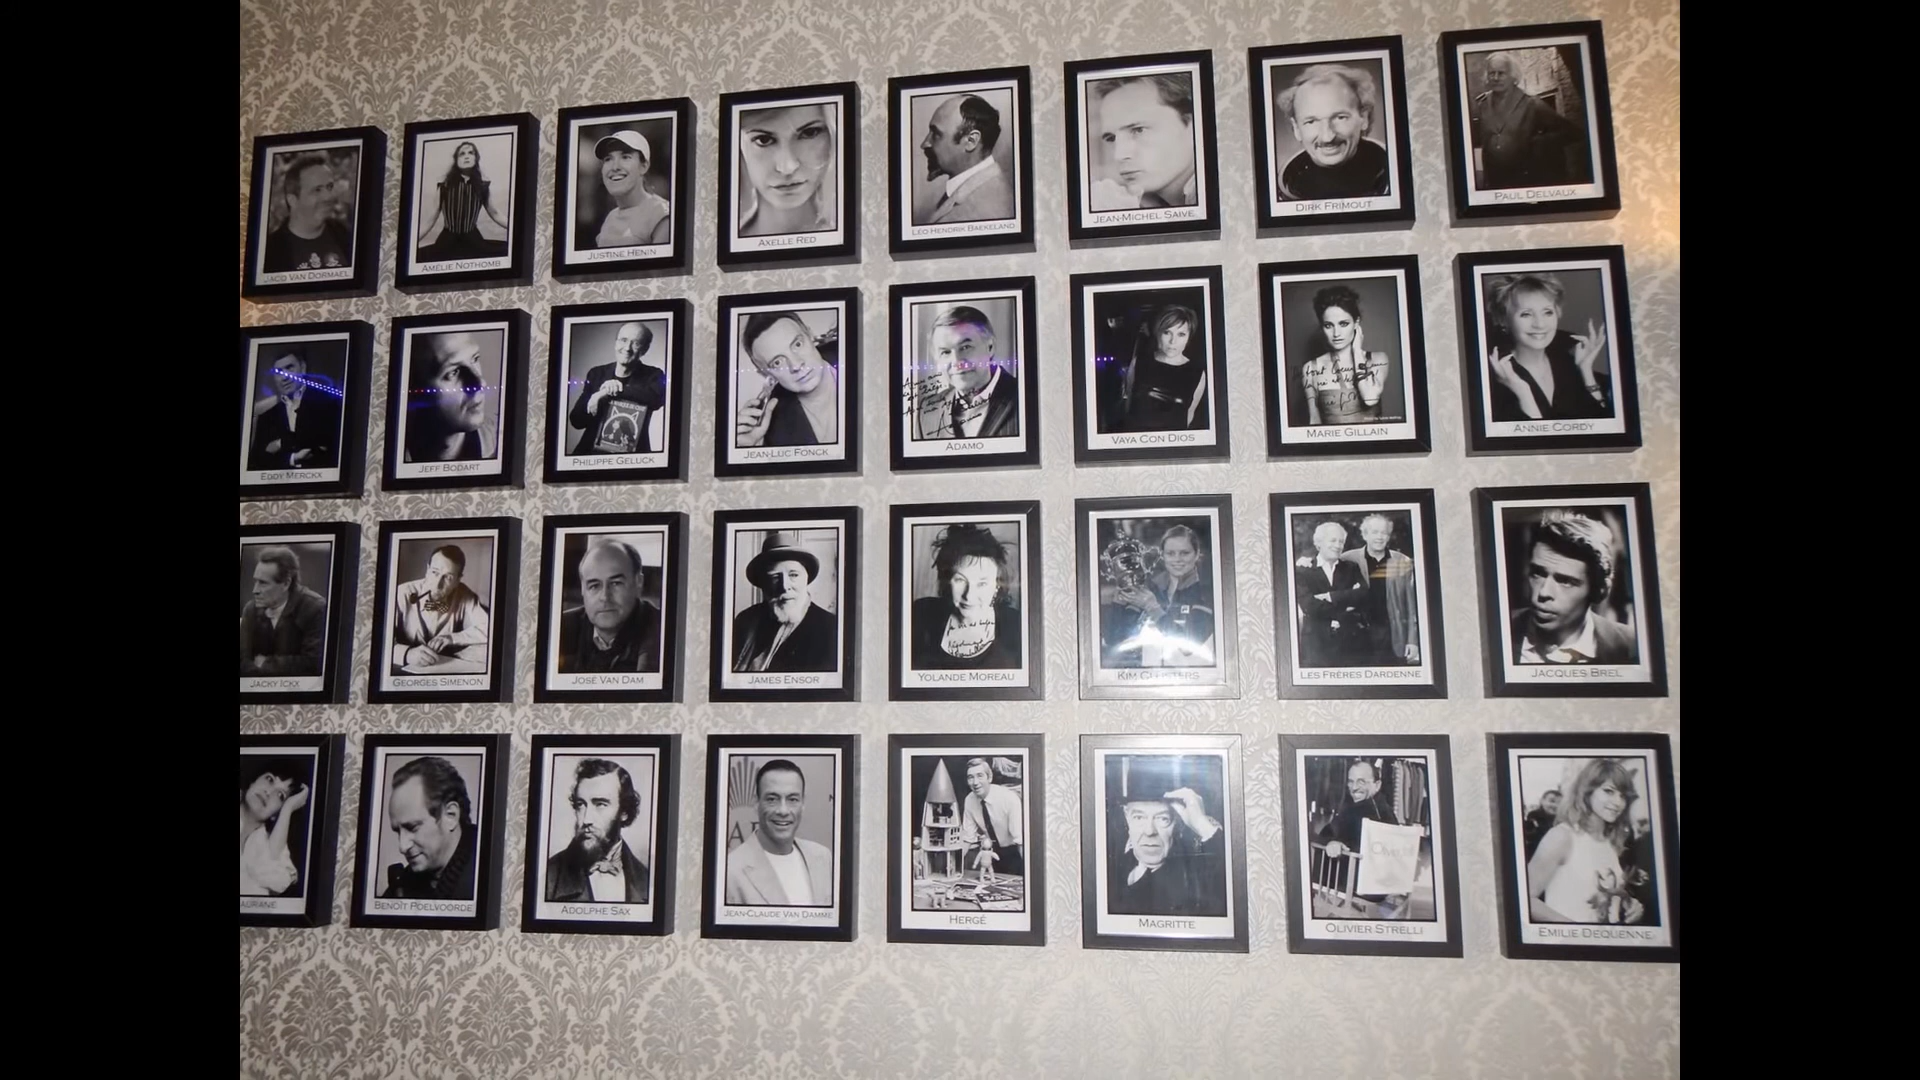 JACO VAN DORMAEL
AMÉLIE NOTHOMB
JUSTINE HENIN
AXELLE RED
LÉO HENDRIK BAEKELAND
JEAN-MICHEL SAIVE
DIRK FRIMOUT
PAUL DELVAUX
EDDY MERCKX
JEFF BODART
PHILIPPE GELUCK
JEAN-LUC FONCK
ADAMO
VAYA CON DIOS
MARIE GILLAIN
ANNIE CORDY
JACKY ICKX
GEORGES SIMENON
JOSÉ VAN DAM
JAMES ENSOR
YOLANDE MOREAU
KIM CLIJSTERS
LES FRÈRES DARDENNE
JACQUES BREL
AURIANE
BENOÎT POELVOORDE
ADOLPHE SAX
JEAN-CLAUDE VAN DAMME
HERGÉ
MAGRITTE
OLIVIER STRELLI
EMILIE DEQUENNE